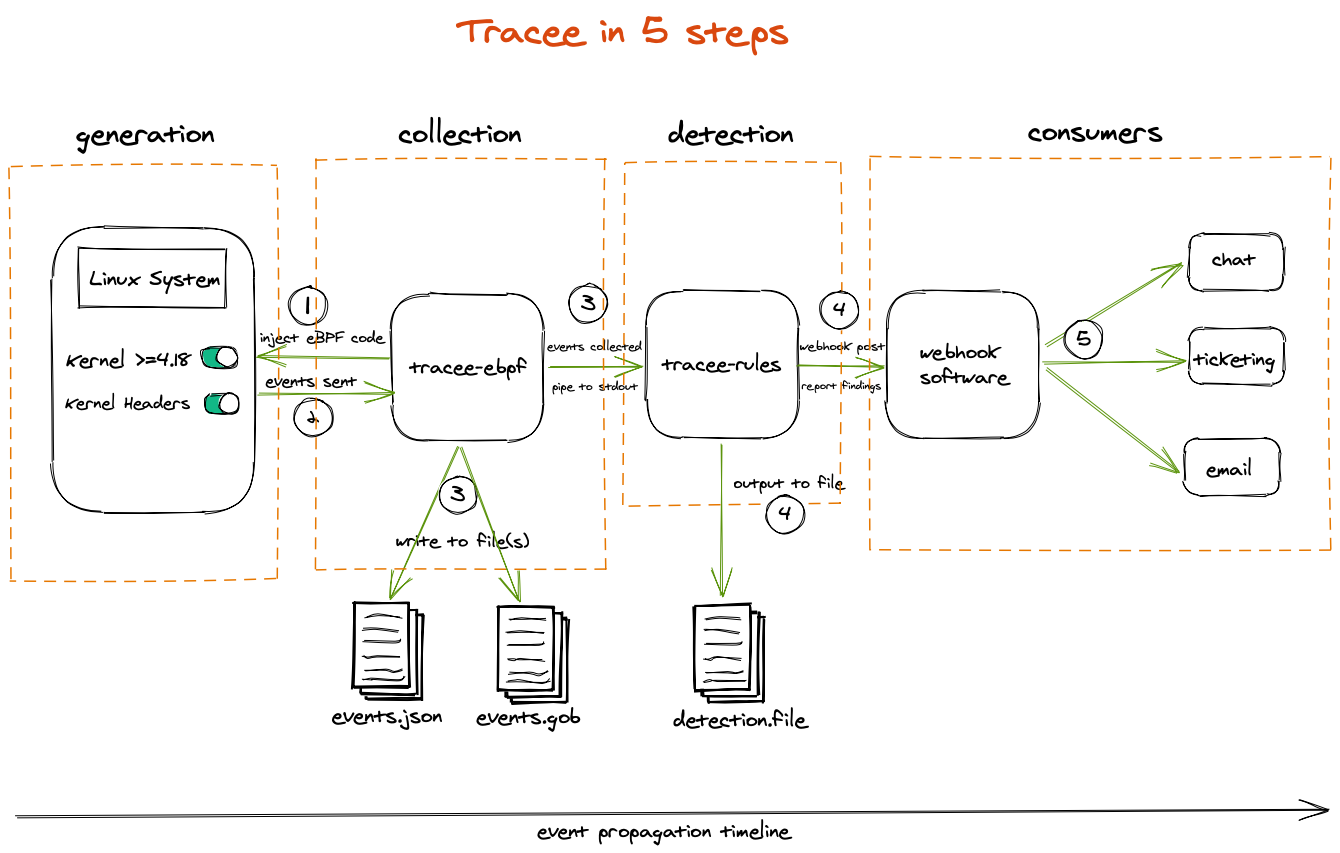 Tracee in 5 steps
generation
collection
detection
consumers
Linux System
Kernel >=4.18
Kernel Headers
1
inject eBPF code
events sent
2
tracee-ebpf
3
events collected
pipe to stdout
3
write to file(s)
events.json
events.gob
tracee-rules
4
webhook post
report findings
output to file
4
detection.file
webhook
software
5
chat
ticketing
email
event propagation timeline